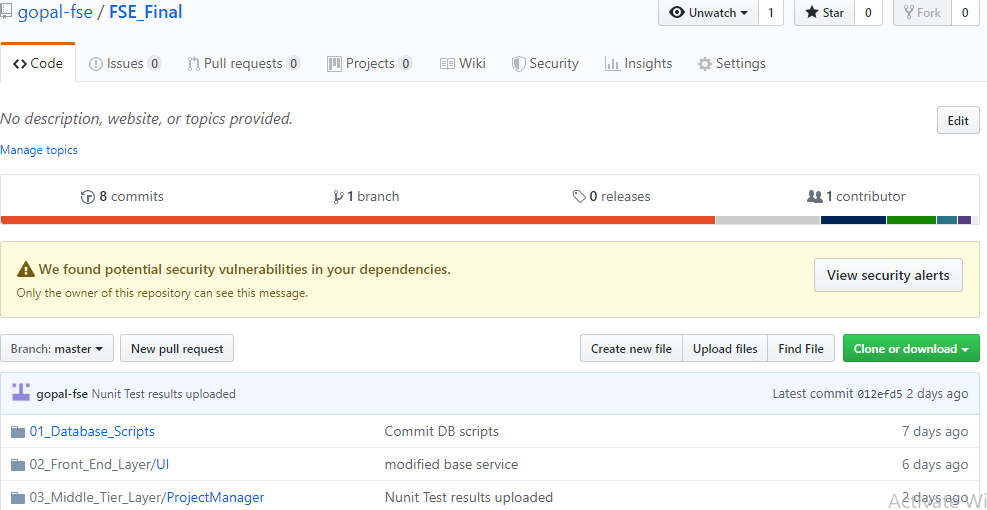 gopal-fse / FSE_Final
Unwatch 1 Star 0 Fork 0
Code Issues 0 Pull requests 0 Projects 0 Wiki Security Insights Settings
No description, website, or topics provided.
Edit
Manage topics
8 commits 1 branch 0 releases 1 contributor
We found potential security vulnerabilities in your dependencies.
Only the owner of this repository can see this message.
View security alerts
Branch: master New pull request Create new file Upload files Find File Clone or download
gopal-fse Nunit Test results uploaded Latest commit 012efd5 2 days ago
01_Database_Scripts Commit DB scripts 7 days ago
02_Front_End_Layer/UI modified base service 6 days ago
03_Middle_Tier_Layer/ProjectManager Nunit Test results uploaded 2 days ago
Activate Wi